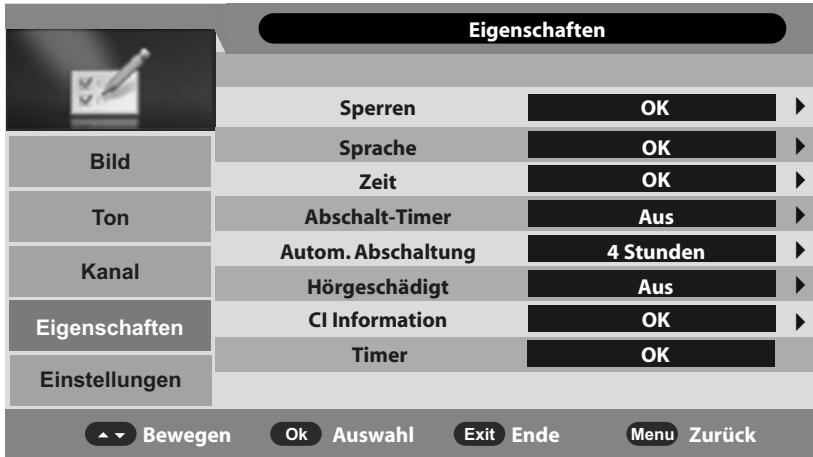 Eigenschaften
Sperren OK
Sprache OK
Zeit OK
Abschalt-Timer Aus
Autom. Abschaltung 4 Stunden
Hörgeschädigt Aus
CI Information OK
Timer OK
Bild
Ton
Kanal
Eigenschaften
Einstellungen
Bewegen Ok Auswahl Exit Ende Menu Zurück